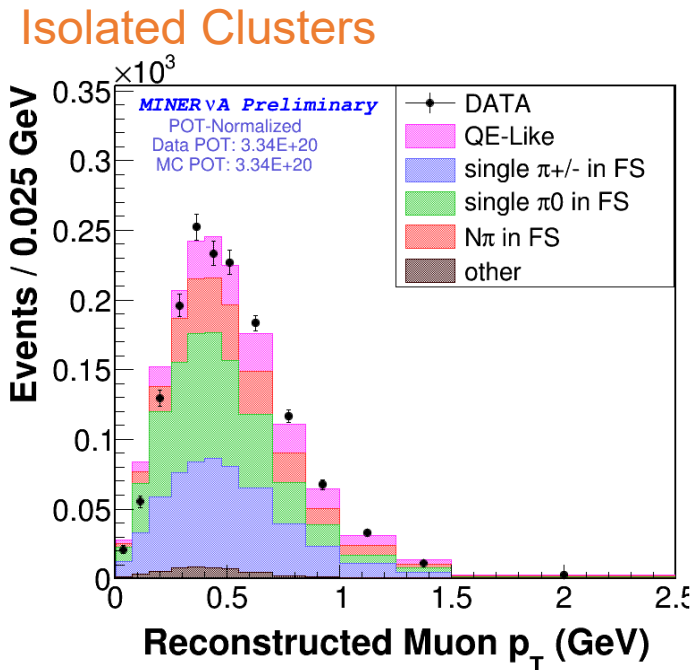 Isolated Clusters
×10³
0.35
0.3
0.25
0.2
0.15
0.1
0.05
0
Events / 0.025 GeV
MINERνA Preliminary
POT-Normalized
Data POT: 3.34E+20
MC POT: 3.34E+20
DATA
QE-Like
single π+/- in FS
single π0 in FS
Nπ in FS
other
0 0.5 1 1.5 2 2.5
Reconstructed Muon p_T (GeV)